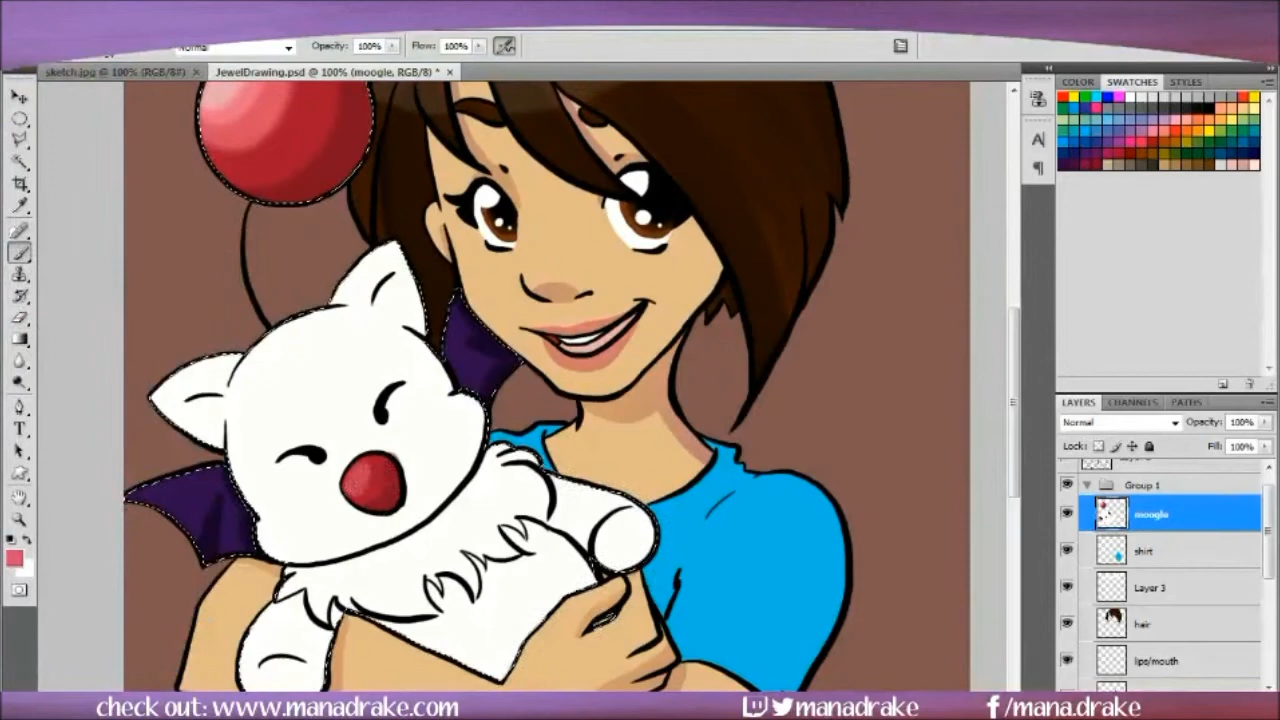 Normal Opacity: 100% Flow: 100%
sketch.jpg @ 100% (RGB/8#) × JewelDrawing.psd @ 100% (moogle, RGB/8) * ×
COLOR SWATCHES STYLES
LAYERS CHANNELS PATHS
Normal Opacity: 100%
Lock: Fill: 100%
Group 1
moogle
shirt
Layer 3
hair
lips/mouth
check out: www.manadrake.com manadrake /mana.drake